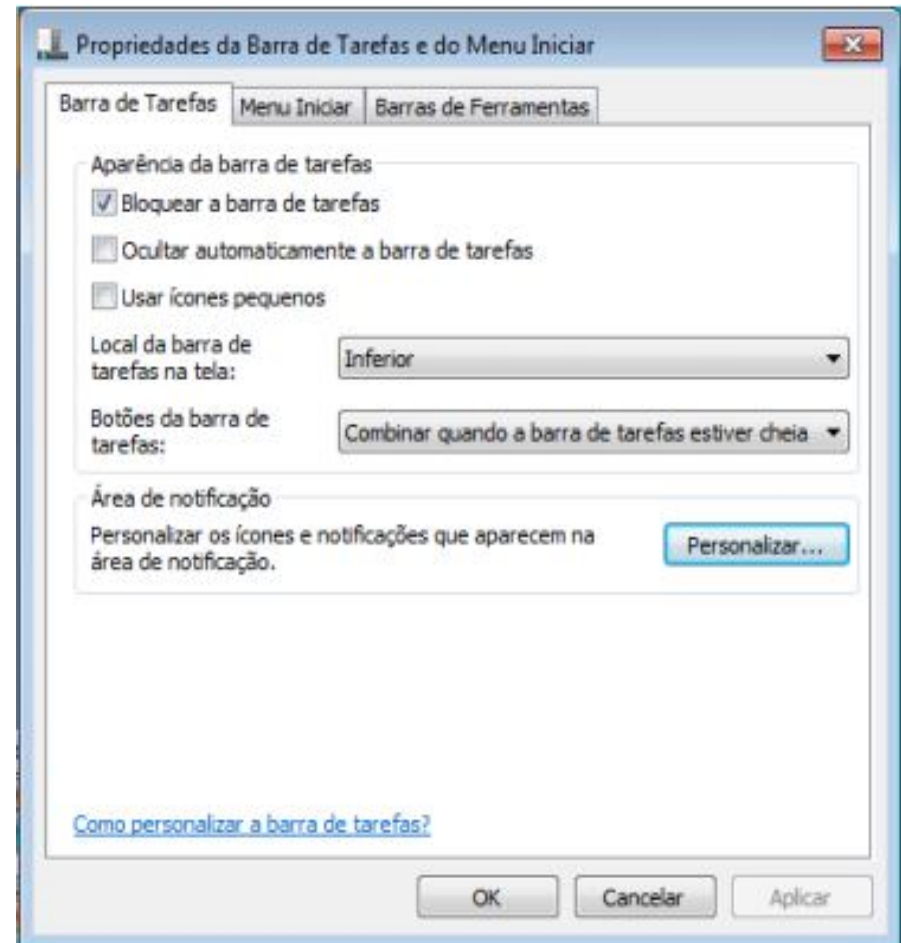 Propriedades da Barra de Tarefas e do Menu Iniciar
Barra de Tarefas Menu Iniciar Barras de Ferramentas
Aparência da barra de tarefas
Bloquear a barra de tarefas
Ocultar automaticamente a barra de tarefas
Usar ícones pequenos
Local da barra de
tarefas na tela:
Inferior
Botões da barra de
tarefas:
Combinar quando a barra de tarefas estiver cheia
Área de notificação
Personalizar os ícones e notificações que aparecem na
área de notificação.
Personalizar...
Como personalizar a barra de tarefas?
OK Cancelar Aplicar